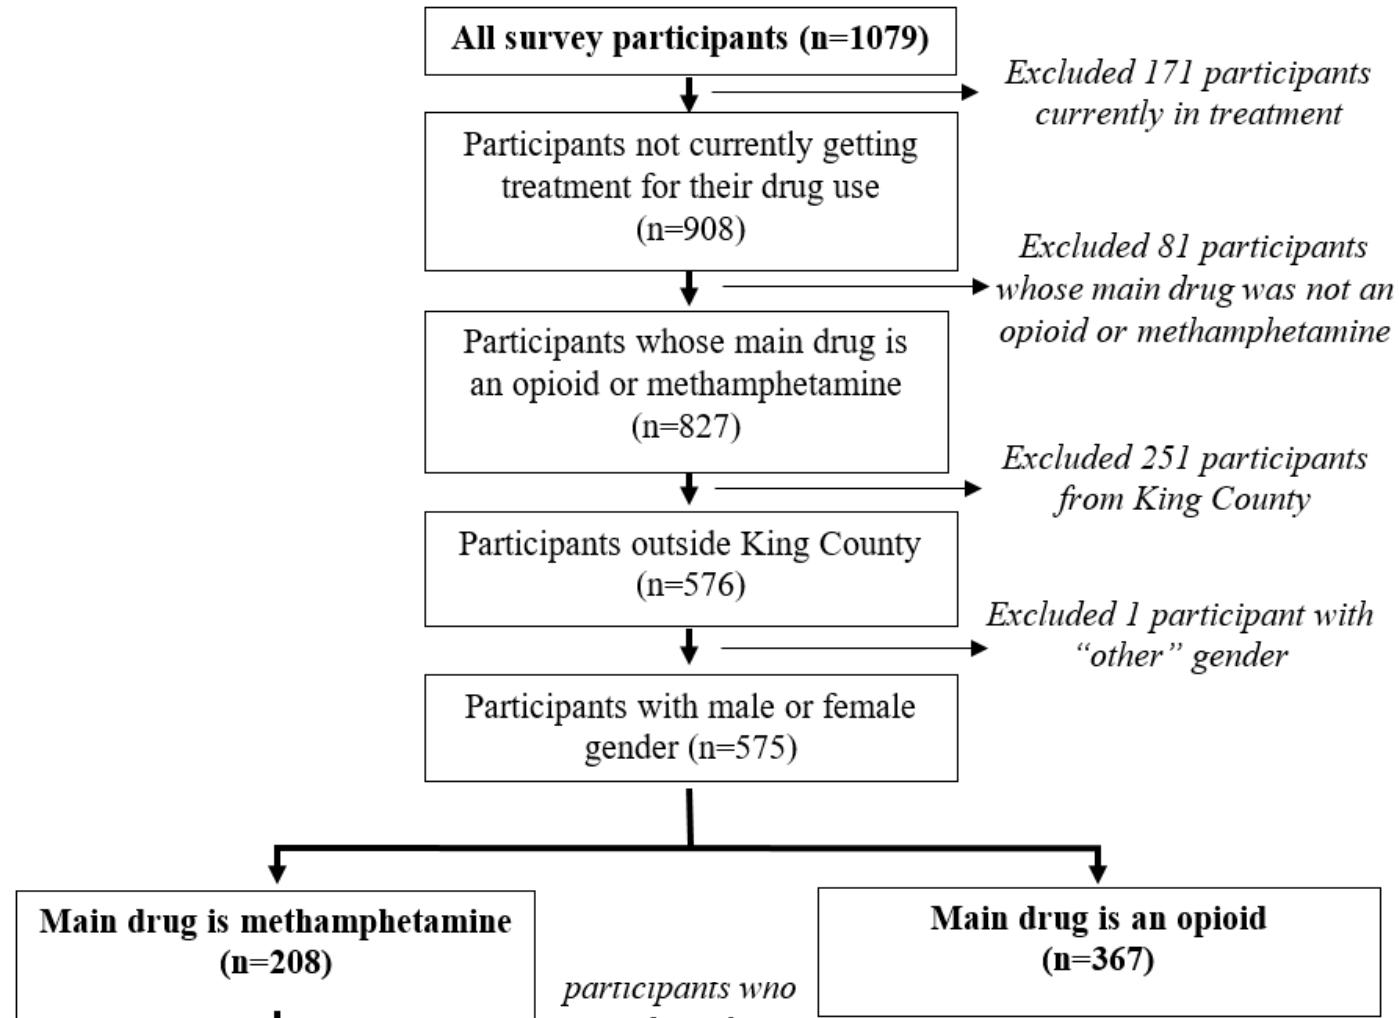 All survey participants (n=1079)
Excluded 171 participants
currently in treatment
Participants not currently getting
treatment for their drug use
(n=908)
Excluded 81 participants
whose main drug was not an
opioid or methamphetamine
Participants whose main drug is
an opioid or methamphetamine
(n=827)
Excluded 251 participants
from King County
Participants outside King County
(n=576)
Excluded 1 participant with
“other” gender
Participants with male or female
gender (n=575)
Main drug is methamphetamine
(n=208)
Main drug is an opioid
(n=367)
participants who